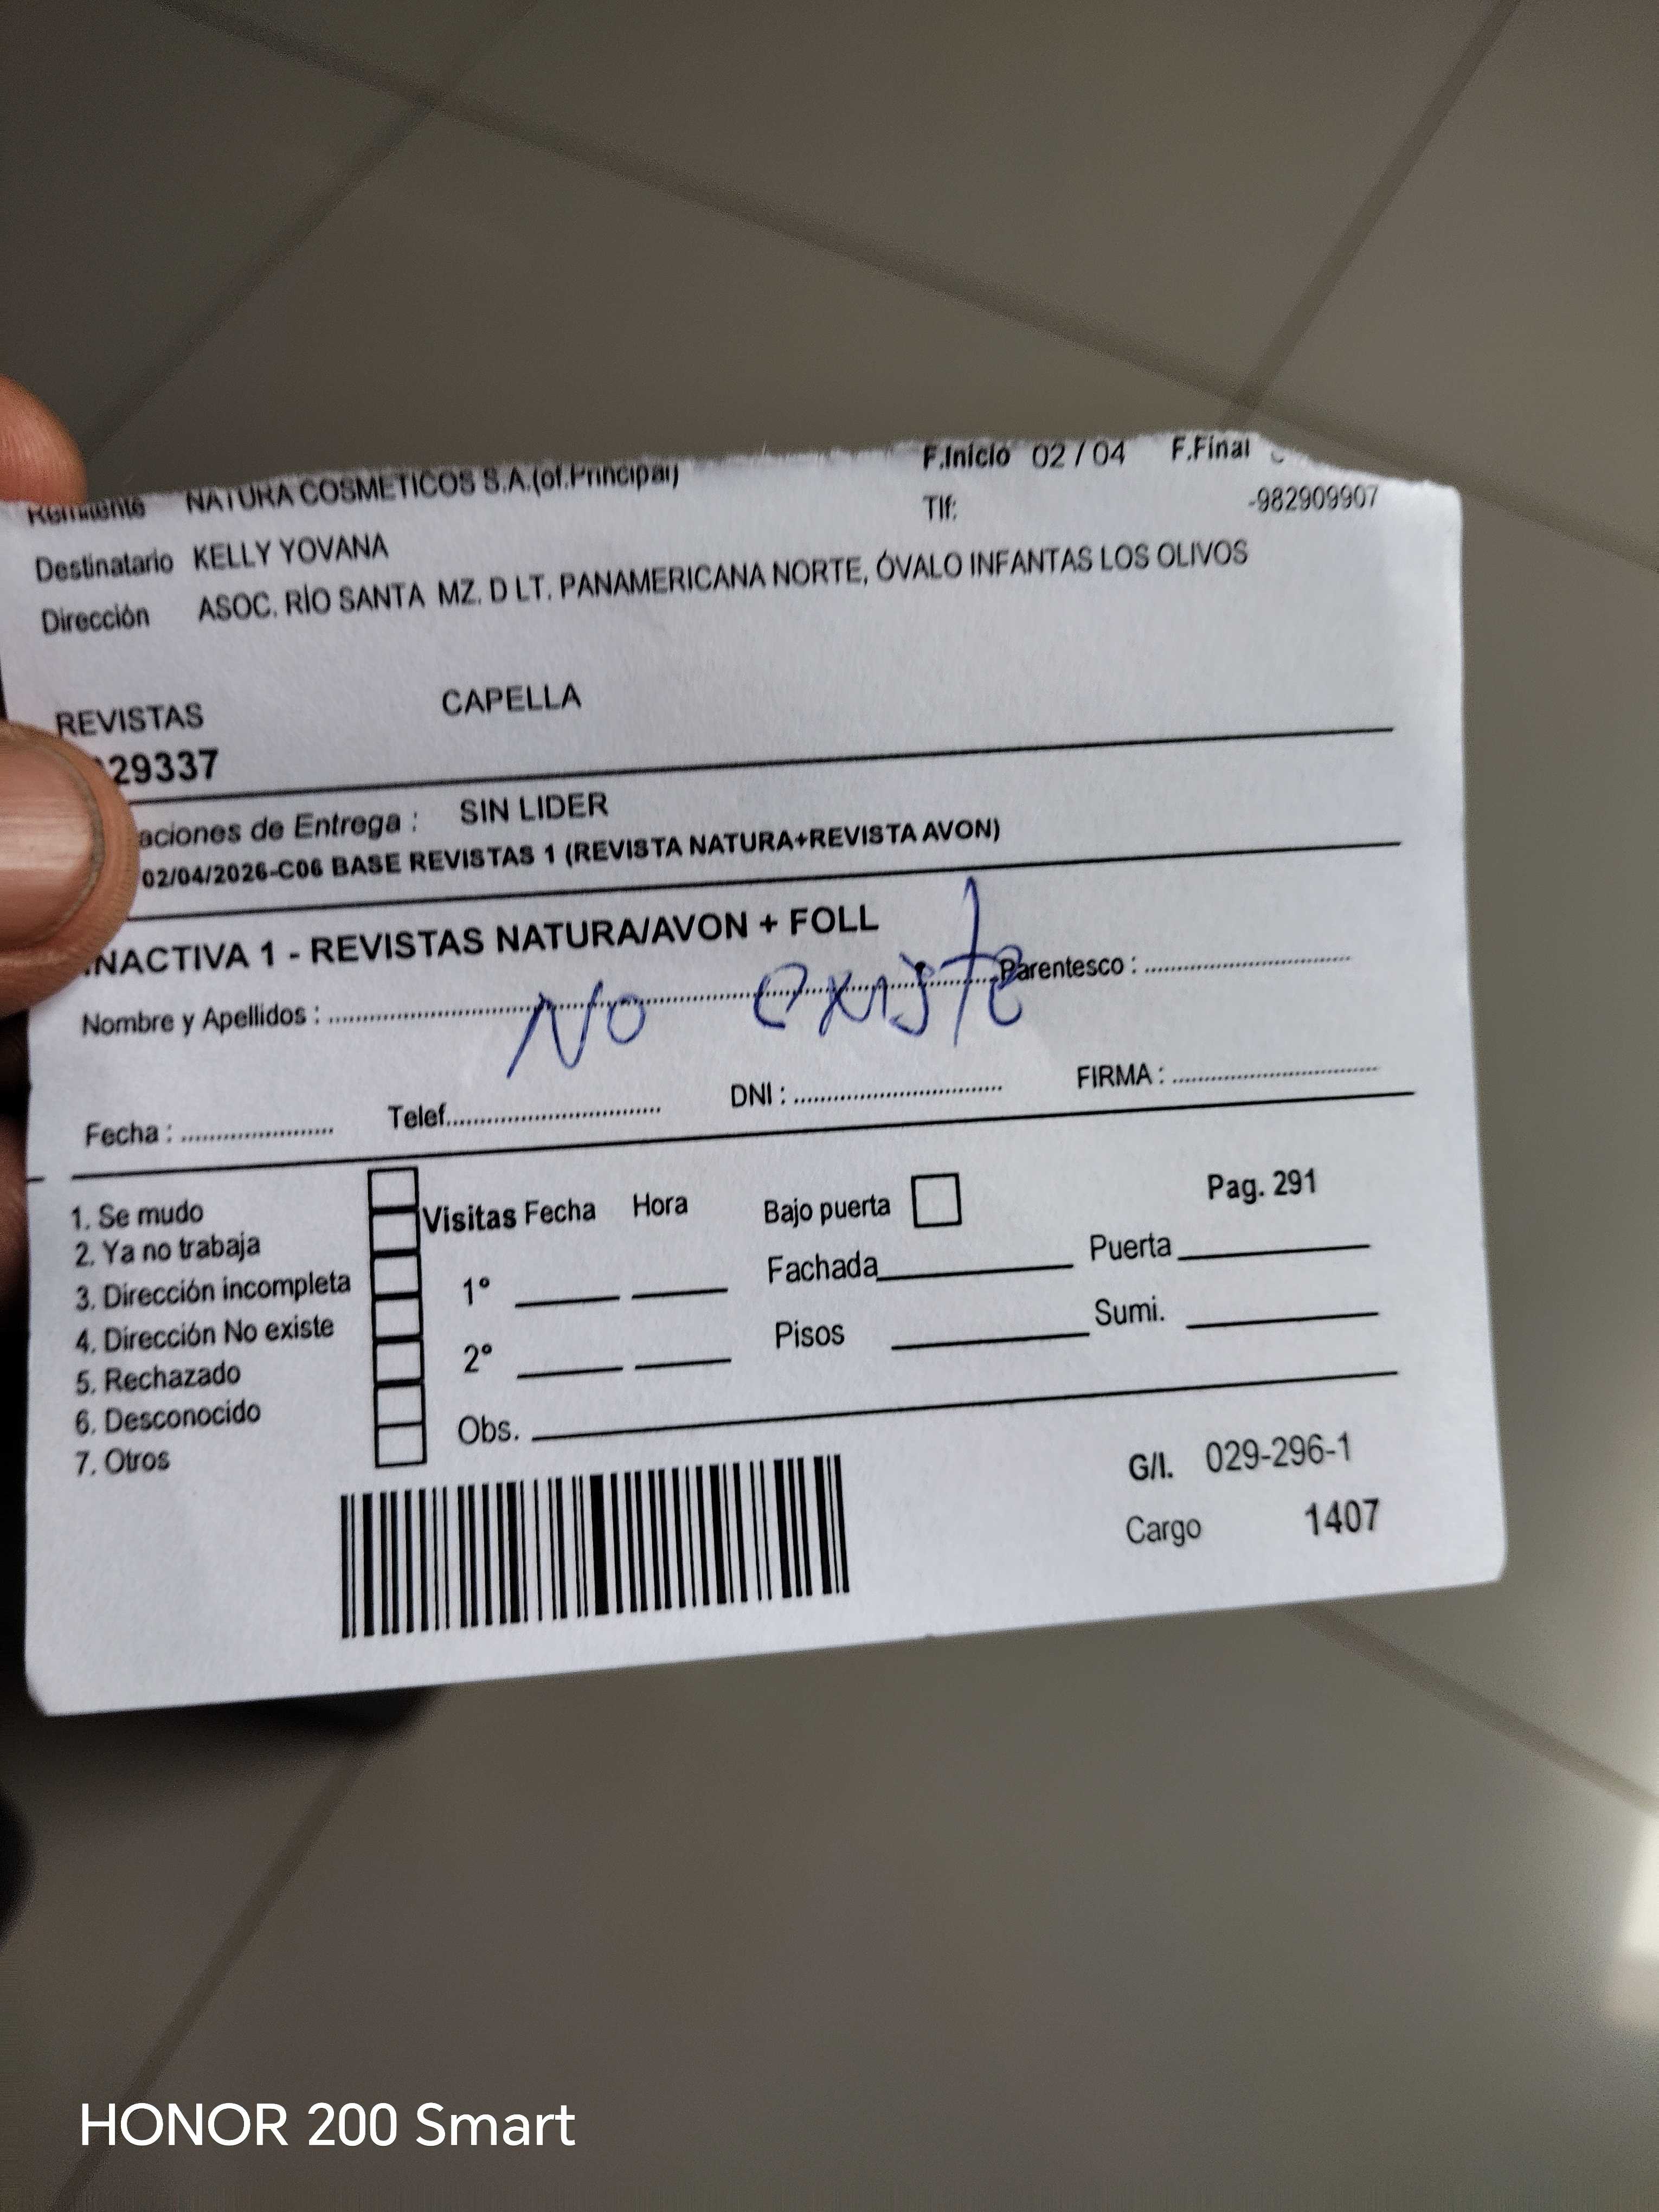 Remitente NATURA COSMETICOS S.A.(of.Principal) F.Inicio 02 / 04 F.Final
Tlf: -982909907
Destinatario KELLY YOVANA
Dirección ASOC. RÍO SANTA MZ. D LT. PANAMERICANA NORTE, ÓVALO INFANTAS LOS OLIVOS
REVISTAS CAPELLA
29337
aciones de Entrega : SIN LIDER
02/04/2026-C06 BASE REVISTAS 1 (REVISTA NATURA+REVISTA AVON)
INACTIVA 1 - REVISTAS NATURA/AVON + FOLL
No existe
Nombre y Apellidos : Parentesco :
Fecha : Telef. DNI : FIRMA :
1. Se mudo
2. Ya no trabaja
3. Dirección incompleta
4. Dirección No existe
5. Rechazado
6. Desconocido
7. Otros
Visitas Fecha Hora
1°
2°
Obs.
Bajo puerta Pag. 291
Fachada Puerta
Pisos Sumi.
G/I. 029-296-1
Cargo 1407
HONOR 200 Smart